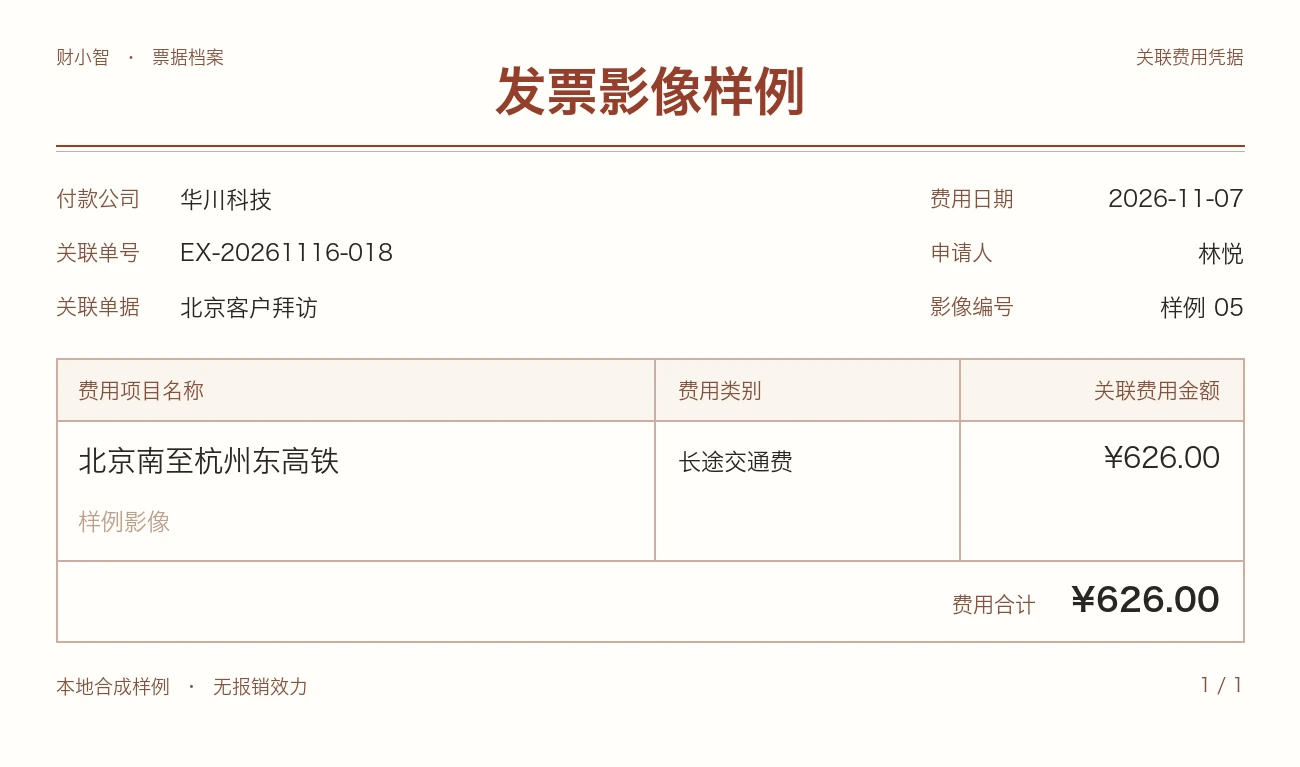 财小智 · 票据档案
关联费用凭据
发票影像样例
付款公司 华川科技
费用日期 2026-11-07
关联单号 EX-20261116-018
申请人 林悦
关联单据 北京客户拜访
影像编号 样例 05
费用项目名称 费用类别 关联费用金额
北京南至杭州东高铁 长途交通费 ¥626.00
样例影像
费用合计 ¥626.00
本地合成样例 · 无报销效力
1 / 1